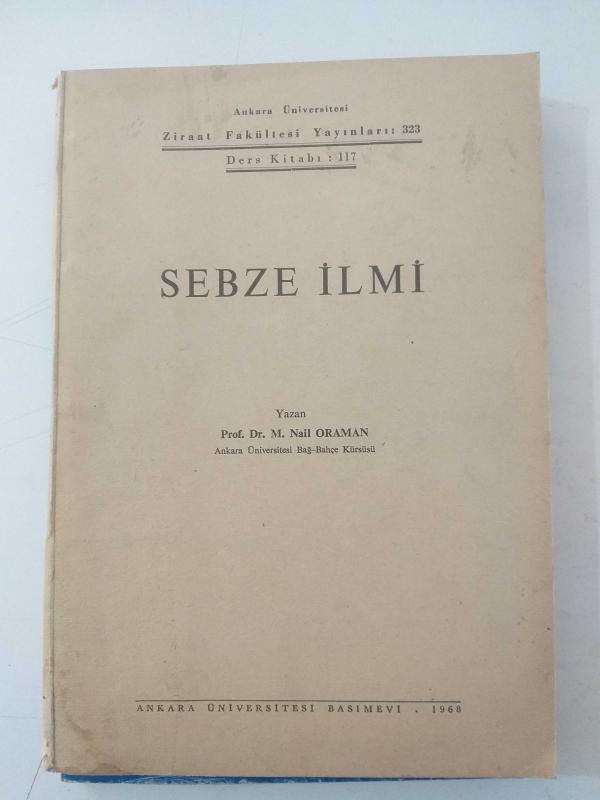 Ankara Üniversitesi
Ziraat Fakültesi Yayınları: 323
Ders Kitabı : 117
SEBZE İLMİ
Yazan
Prof. Dr. M. Nail ORAMAN
Ankara Üniversitesi Bağ-Bahçe Kürsüsü
ANKARA ÜNİVERSİTESİ BASIMEVİ . 1968